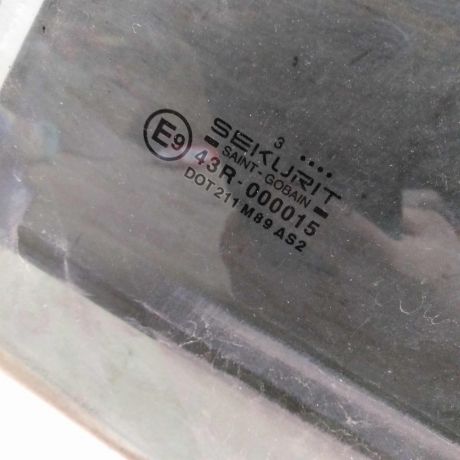 3 ....
SEKURIT
SAINT-GOBAIN
E9 43R-000015
DOT211 M89 AS2